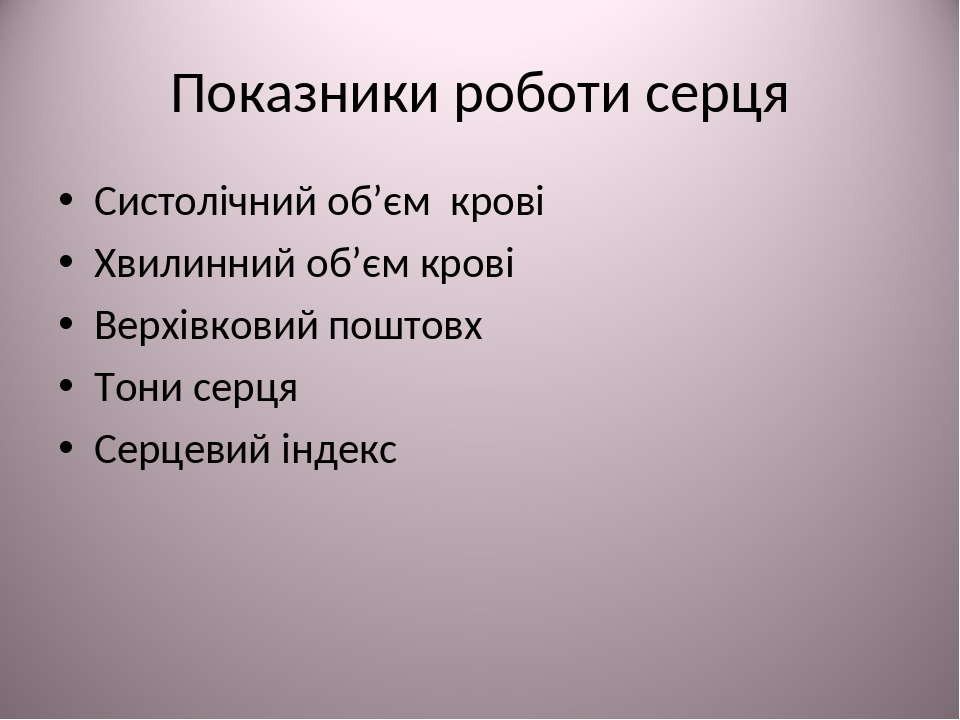 Показники роботи серця
• Систолічний об’єм  крові
• Хвилинний об’єм крові
• Верхівковий поштовх
• Тони серця
• Серцевий індекс